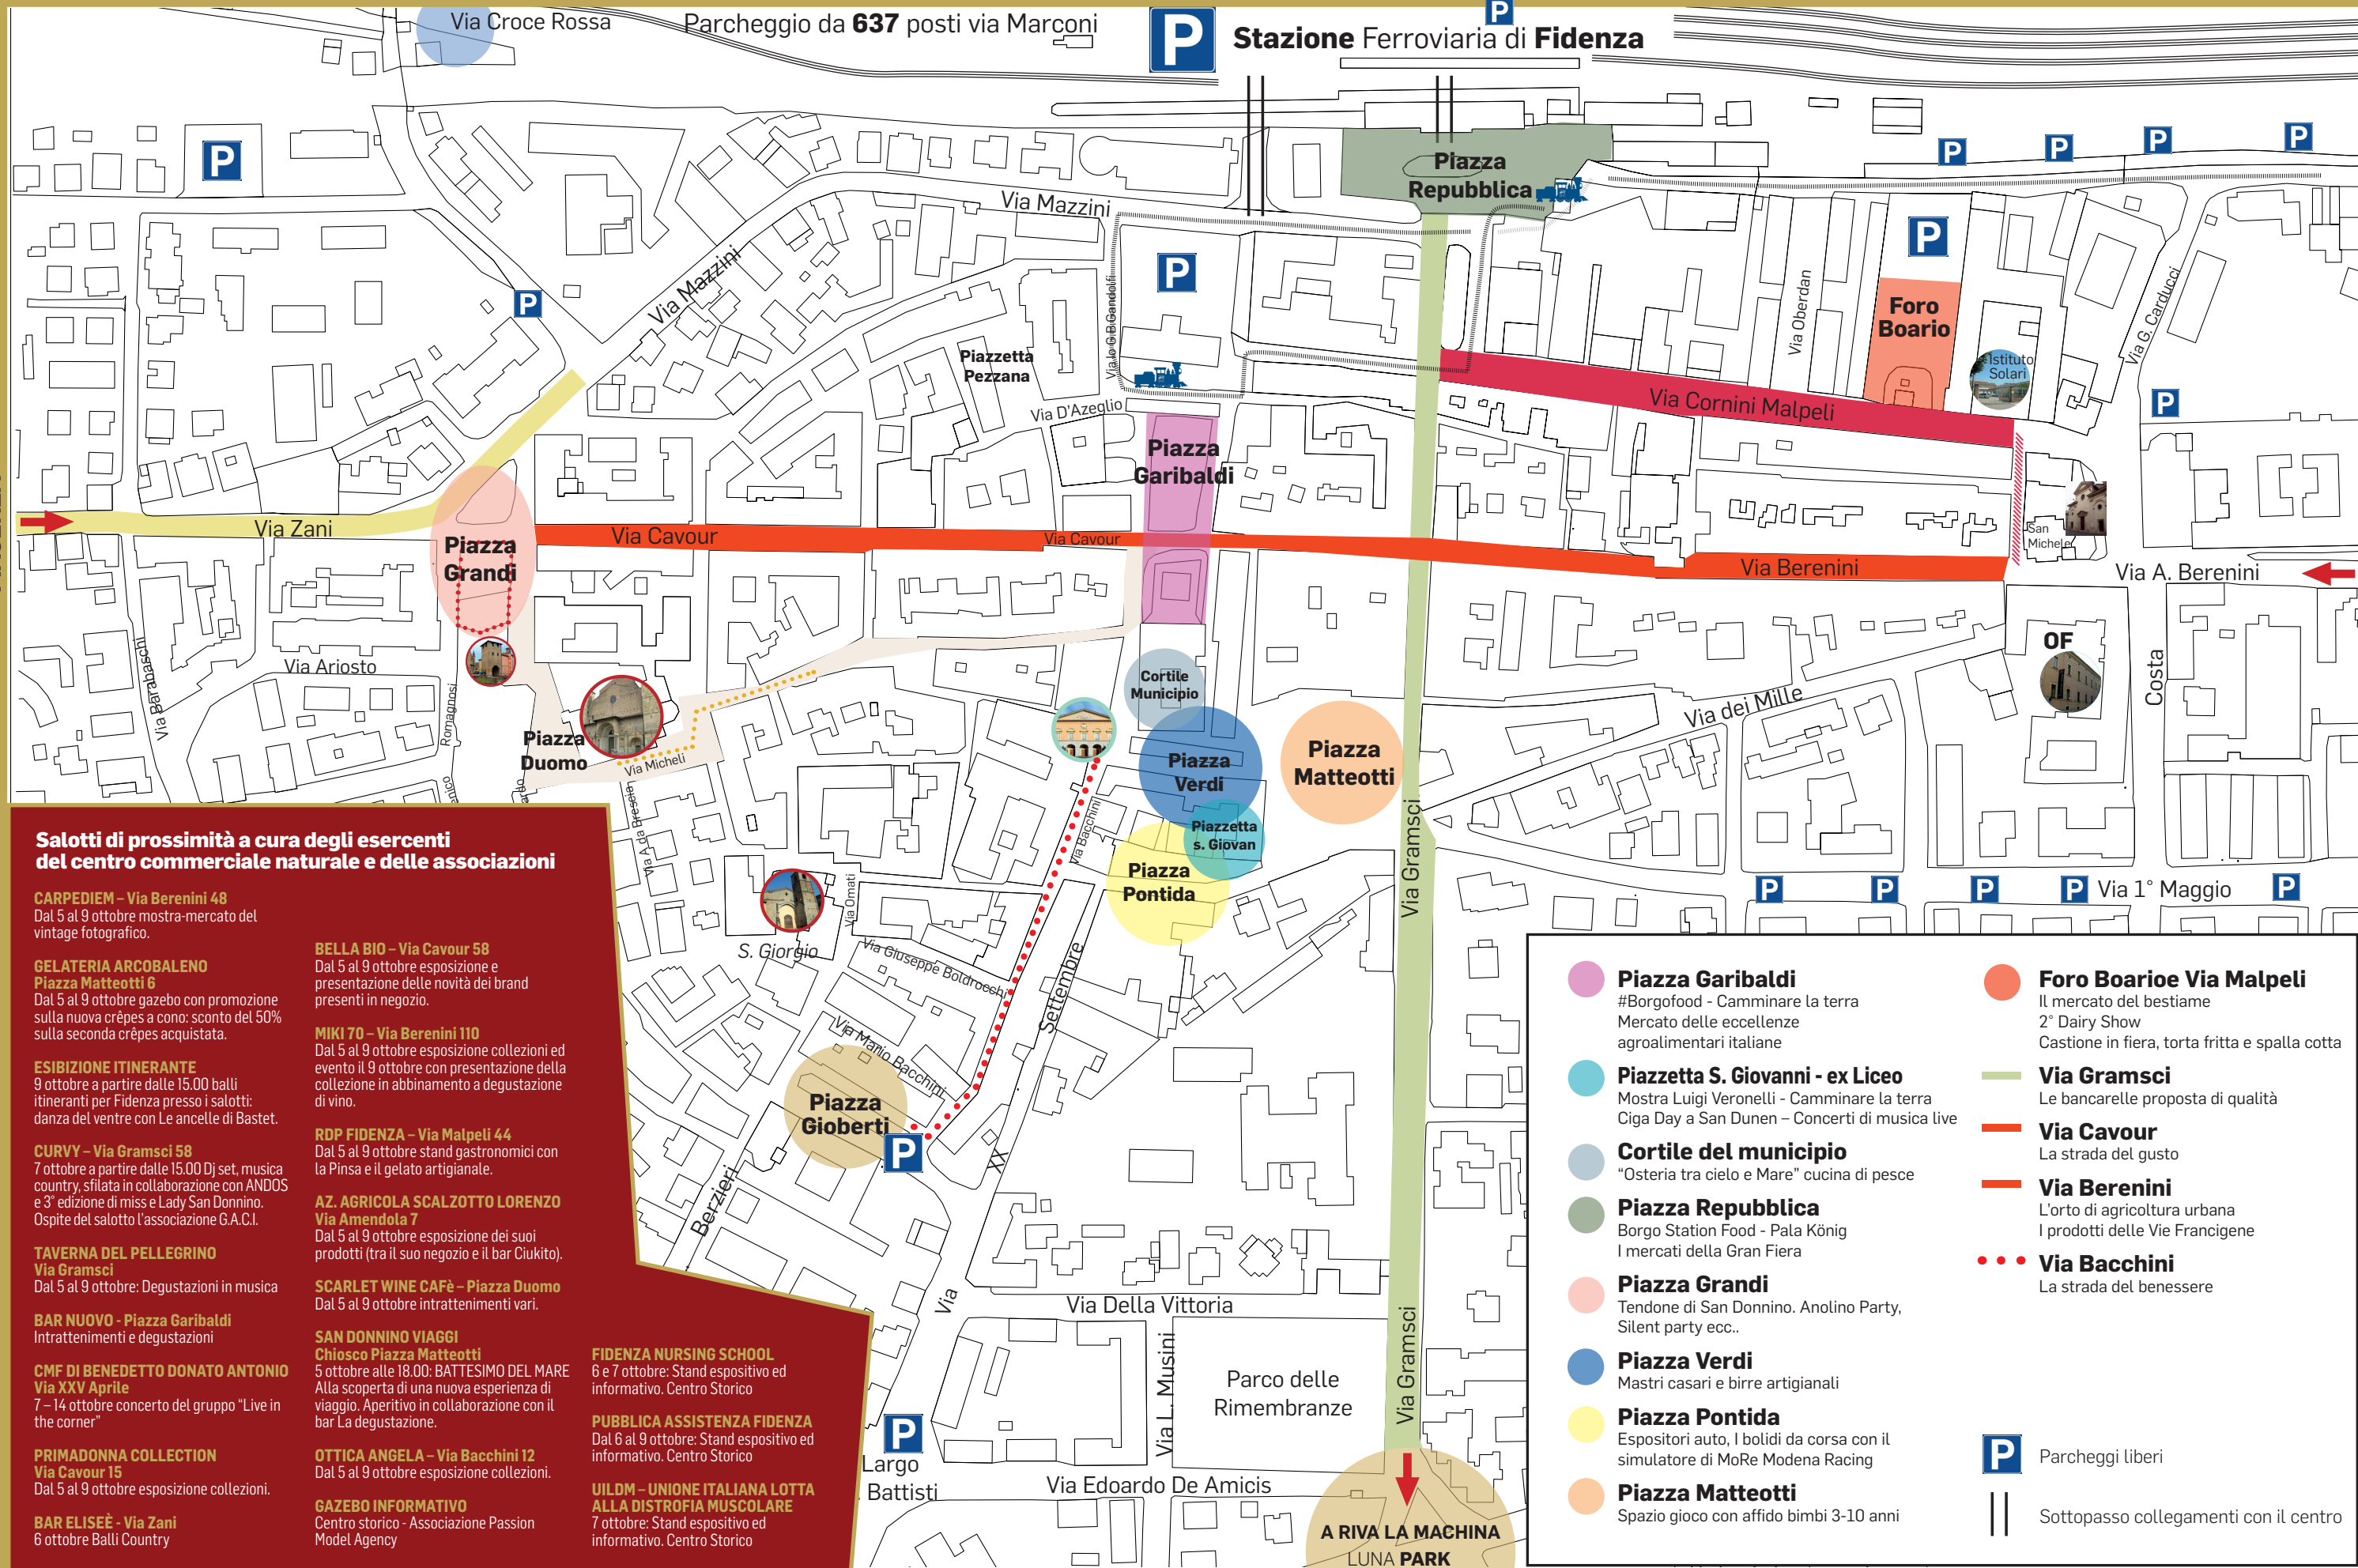 Via Croce Rossa
Parcheggio da 637 posti via Marconi
P
Stazione Ferroviaria di Fidenza
P
P
P
P
P
P
Piazza
Repubblica
Via Mazzini
P
P
Via Mazzini
P
Via Oberdan
Foro
Boario
Istituto
Solari
Via G. Carducci
P
Piazzetta
Pezzana
Via D'Azeglio
Via Cornini Malpeli
Piazza
Garibaldi
Via Zani
Piazza
Grandi
Via Cavour
Via Cavour
Via Berenini
San
Michele
Via A. Berenini
Via Barabaschi
Via Ariosto
Romagnosi
Piazza
Duomo
Via Micheli
Cortile
Municipio
Piazza
Verdi
Piazza
Matteotti
Via dei Mille
OF
Costa
Via A da Brescia
Via Bacchini
Piazzetta
s. Giovan
Piazza
Pontida
Via Gramsci
P
P
P
P
Via 1° Maggio
P
S. Giorgio
Via Omati
Via Giuseppe Boldrocchi
Via Mario Bacchini
Settembre
XX
Via
Piazza
Gioberti
P
Berzieri
Via Della Vittoria
Via L. Musini
Parco delle
Rimembranze
Via Gramsci
P
Largo
Battisti
Via Edoardo De Amicis
A RIVA LA MACHINA
LUNA PARK
Salotti di prossimità a cura degli esercenti
del centro commerciale naturale e delle associazioni
CARPEDIEM – Via Berenini 48
Dal 5 al 9 ottobre mostra-mercato del
vintage fotografico.
GELATERIA ARCOBALENO
Piazza Matteotti 6
Dal 5 al 9 ottobre gazebo con promozione
sulla nuova crêpes a cono: sconto del 50%
sulla seconda crêpes acquistata.
ESIBIZIONE ITINERANTE
9 ottobre a partire dalle 15.00 balli
itineranti per Fidenza presso i salotti:
danza del ventre con Le ancelle di Bastet.
CURVY – Via Gramsci 58
7 ottobre a partire dalle 15.00 Dj set, musica
country, sfilata in collaborazione con ANDOS
e 3° edizione di miss e Lady San Donnino.
Ospite del salotto l'associazione G.A.C.I.
TAVERNA DEL PELLEGRINO
Via Gramsci
Dal 5 al 9 ottobre: Degustazioni in musica
BAR NUOVO - Piazza Garibaldi
Intrattenimenti e degustazioni
CMF DI BENEDETTO DONATO ANTONIO
Via XXV Aprile
7 – 14 ottobre concerto del gruppo "Live in
the corner"
PRIMADONNA COLLECTION
Via Cavour 15
Dal 5 al 9 ottobre esposizione collezioni.
BAR ELISEÈ - Via Zani
6 ottobre Balli Country
BELLA BIO – Via Cavour 58
Dal 5 al 9 ottobre esposizione e
presentazione delle novità dei brand
presenti in negozio.
MIKI 70 – Via Berenini 110
Dal 5 al 9 ottobre esposizione collezioni ed
evento il 9 ottobre con presentazione della
collezione in abbinamento a degustazione
di vino.
RDP FIDENZA – Via Malpeli 44
Dal 5 al 9 ottobre stand gastronomici con
la Pinsa e il gelato artigianale.
AZ. AGRICOLA SCALZOTTO LORENZO
Via Amendola 7
Dal 5 al 9 ottobre esposizione dei suoi
prodotti (tra il suo negozio e il bar Ciukito).
SCARLET WINE CAFè – Piazza Duomo
Dal 5 al 9 ottobre intrattenimenti vari.
SAN DONNINO VIAGGI
Chiosco Piazza Matteotti
5 ottobre alle 18.00: BATTESIMO DEL MARE
Alla scoperta di una nuova esperienza di
viaggio. Aperitivo in collaborazione con il
bar La degustazione.
OTTICA ANGELA – Via Bacchini 12
Dal 5 al 9 ottobre esposizione collezioni.
GAZEBO INFORMATIVO
Centro storico - Associazione Passion
Model Agency
FIDENZA NURSING SCHOOL
6 e 7 ottobre: Stand espositivo ed
informativo. Centro Storico
PUBBLICA ASSISTENZA FIDENZA
Dal 6 al 9 ottobre: Stand espositivo ed
informativo. Centro Storico
UILDM – UNIONE ITALIANA LOTTA
ALLA DISTROFIA MUSCOLARE
7 ottobre: Stand espositivo ed
informativo. Centro Storico
Piazza Garibaldi
#Borgofood - Camminare la terra
Mercato delle eccellenze
agroalimentari italiane
Piazzetta S. Giovanni - ex Liceo
Mostra Luigi Veronelli - Camminare la terra
Ciga Day a San Dunen – Concerti di musica live
Cortile del municipio
"Osteria tra cielo e Mare" cucina di pesce
Piazza Repubblica
Borgo Station Food - Pala König
I mercati della Gran Fiera
Piazza Grandi
Tendone di San Donnino. Anolino Party,
Silent party ecc..
Piazza Verdi
Mastri casari e birre artigianali
Piazza Pontida
Espositori auto, I bolidi da corsa con il
simulatore di MoRe Modena Racing
Piazza Matteotti
Spazio gioco con affido bimbi 3-10 anni
Foro Boarioe Via Malpeli
Il mercato del bestiame
2° Dairy Show
Castione in fiera, torta fritta e spalla cotta
Via Gramsci
Le bancarelle proposta di qualità
Via Cavour
La strada del gusto
Via Berenini
L'orto di agricoltura urbana
I prodotti delle Vie Francigene
Via Bacchini
La strada del benessere
P
Parcheggi liberi
Sottopasso collegamenti con il centro